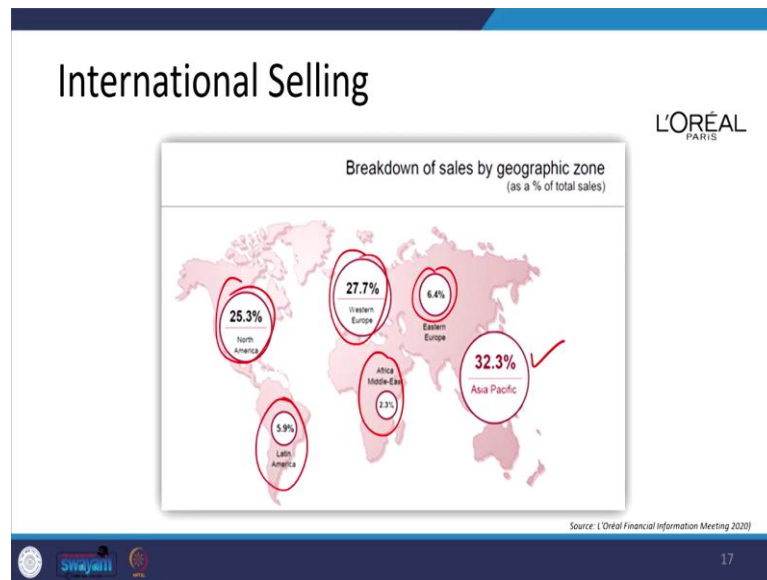 International Selling
L'ORÉAL
PARIS
Breakdown of sales by geographic zone
(as a % of total sales)
25.3%
North
America
27.7%
Western
Europe
6.4%
Eastern
Europe
32.3%
Asia Pacific
Africa
Middle-East
2.3%
5.9%
Latin
America
Source: L'Oréal Financial Information Meeting 2020)
swayam
17